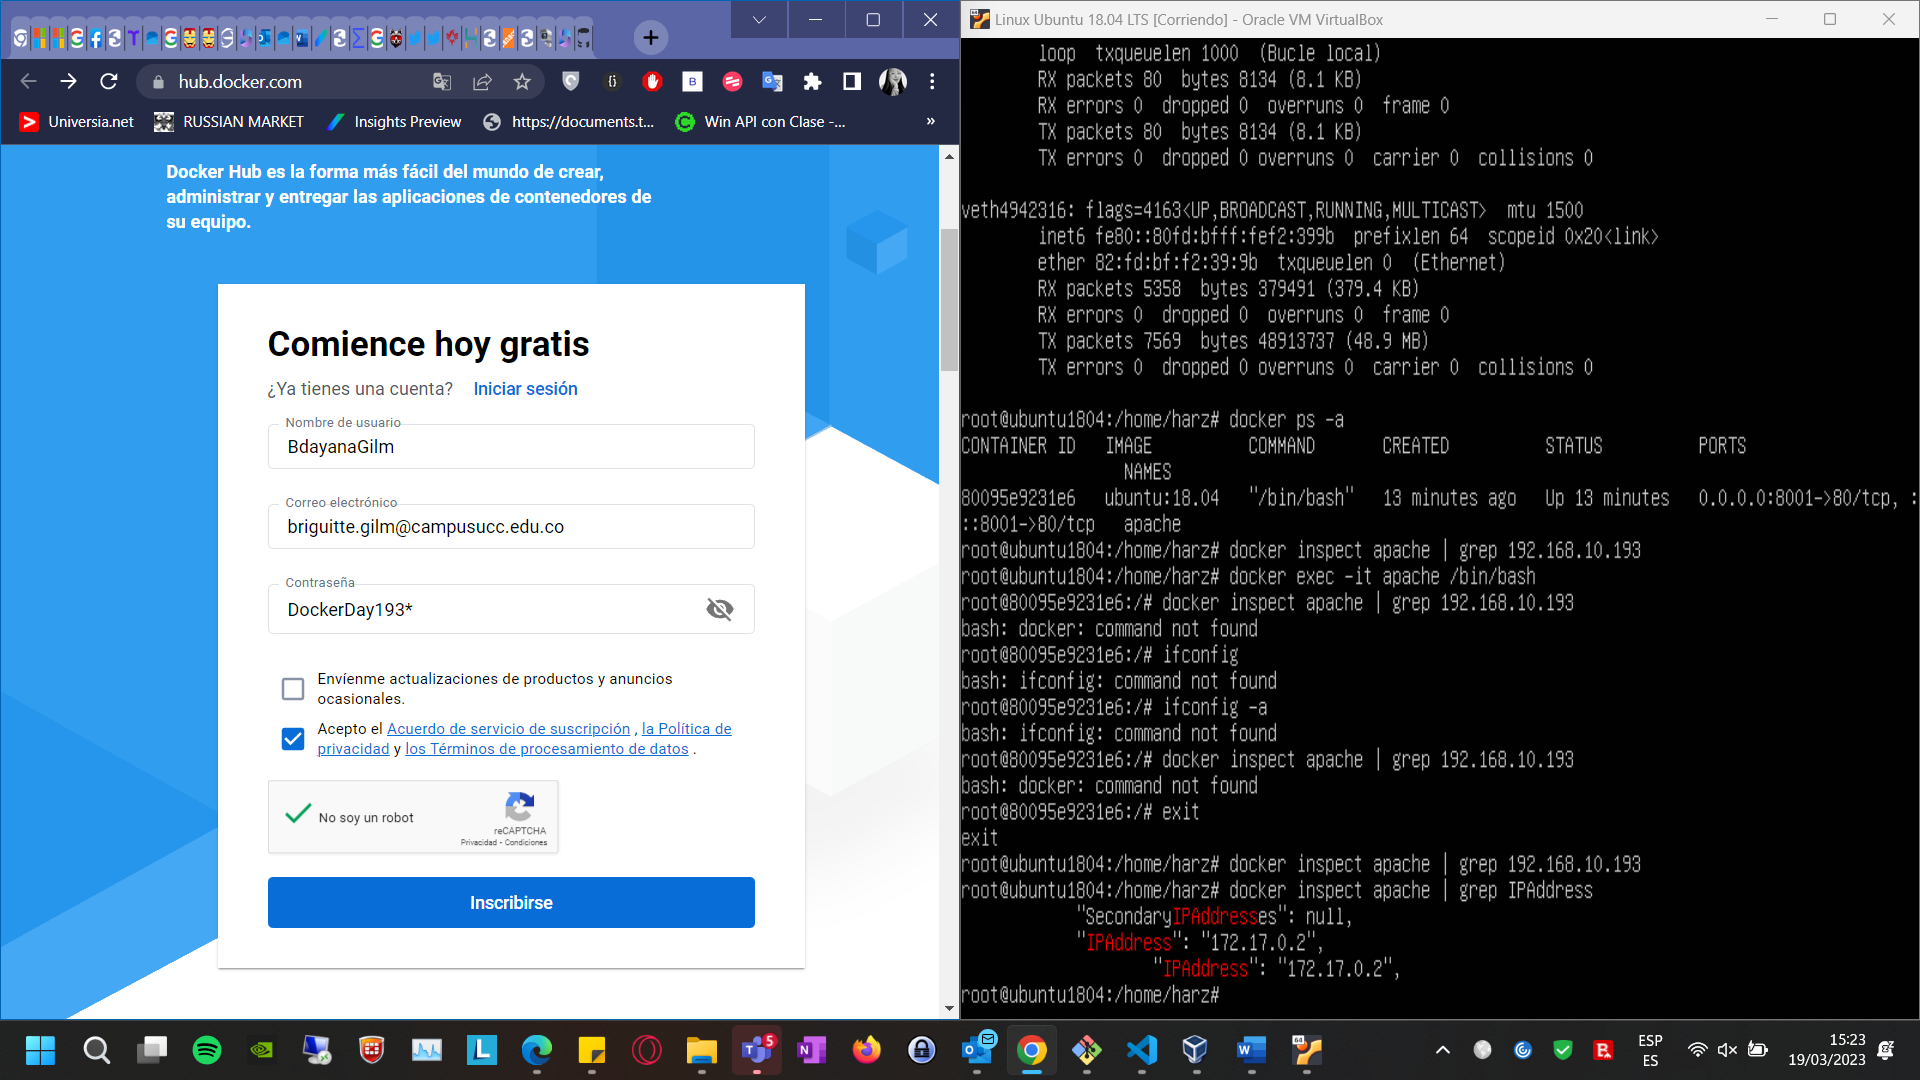 hub.docker.com
Universia.net
RUSSIAN MARKET
Insights Preview
https://documents.t...
Win API con Clase -...
»
Docker Hub es la forma más fácil del mundo de crear,
administrar y entregar las aplicaciones de contenedores de
su equipo.
Comience hoy gratis
¿Ya tienes una cuenta? Iniciar sesión
Nombre de usuario
BdayanaGilm
Correo electrónico
briguitte.gilm@campusucc.edu.co
Contraseña
DockerDay193*
Envíenme actualizaciones de productos y anuncios
ocasionales.
Acepto el Acuerdo de servicio de suscripción , la Política de
privacidad y los Términos de procesamiento de datos .
No soy un robot
reCAPTCHA
Privacidad - Condiciones
Inscribirse
Linux Ubuntu 18.04 LTS [Corriendo] - Oracle VM VirtualBox
loop txqueuelen 1000 (Bucle local)
RX packets 80 bytes 8134 (8.1 KB)
RX errors 0 dropped 0 overruns 0 frame 0
TX packets 80 bytes 8134 (8.1 KB)
TX errors 0 dropped 0 overruns 0 carrier 0 collisions 0
veth4942316: flags=4163<UP,BROADCAST,RUNNING,MULTICAST> mtu 1500
inet6 fe80::80fd:bfff:fef2:399b prefixlen 64 scopeid 0x20<link>
ether 82:fd:bf:f2:39:9b txqueuelen 0 (Ethernet)
RX packets 5358 bytes 379491 (379.4 KB)
RX errors 0 dropped 0 overruns 0 frame 0
TX packets 7569 bytes 48913737 (48.9 MB)
TX errors 0 dropped 0 overruns 0 carrier 0 collisions 0
root@ubuntu1804:/home/harz# docker ps -a
CONTAINER ID IMAGE COMMAND CREATED STATUS PORTS
NAMES
80095e9231e6 ubuntu:18.04 "/bin/bash" 13 minutes ago Up 13 minutes 0.0.0.0:8001->80/tcp, :
::8001->80/tcp apache
root@ubuntu1804:/home/harz# docker inspect apache | grep 192.168.10.193
root@ubuntu1804:/home/harz# docker exec -it apache /bin/bash
root@80095e9231e6:/# docker inspect apache | grep 192.168.10.193
bash: docker: command not found
root@80095e9231e6:/# ifconfig
bash: ifconfig: command not found
root@80095e9231e6:/# ifconfig -a
bash: ifconfig: command not found
root@80095e9231e6:/# docker inspect apache | grep 192.168.10.193
bash: docker: command not found
root@80095e9231e6:/# exit
exit
root@ubuntu1804:/home/harz# docker inspect apache | grep 192.168.10.193
root@ubuntu1804:/home/harz# docker inspect apache | grep IPAddress
"SecondaryIPAddresses": null,
"IPAddress": "172.17.0.2",
"IPAddress": "172.17.0.2",
root@ubuntu1804:/home/harz#
5
ESP
ES
15:23
19/03/2023